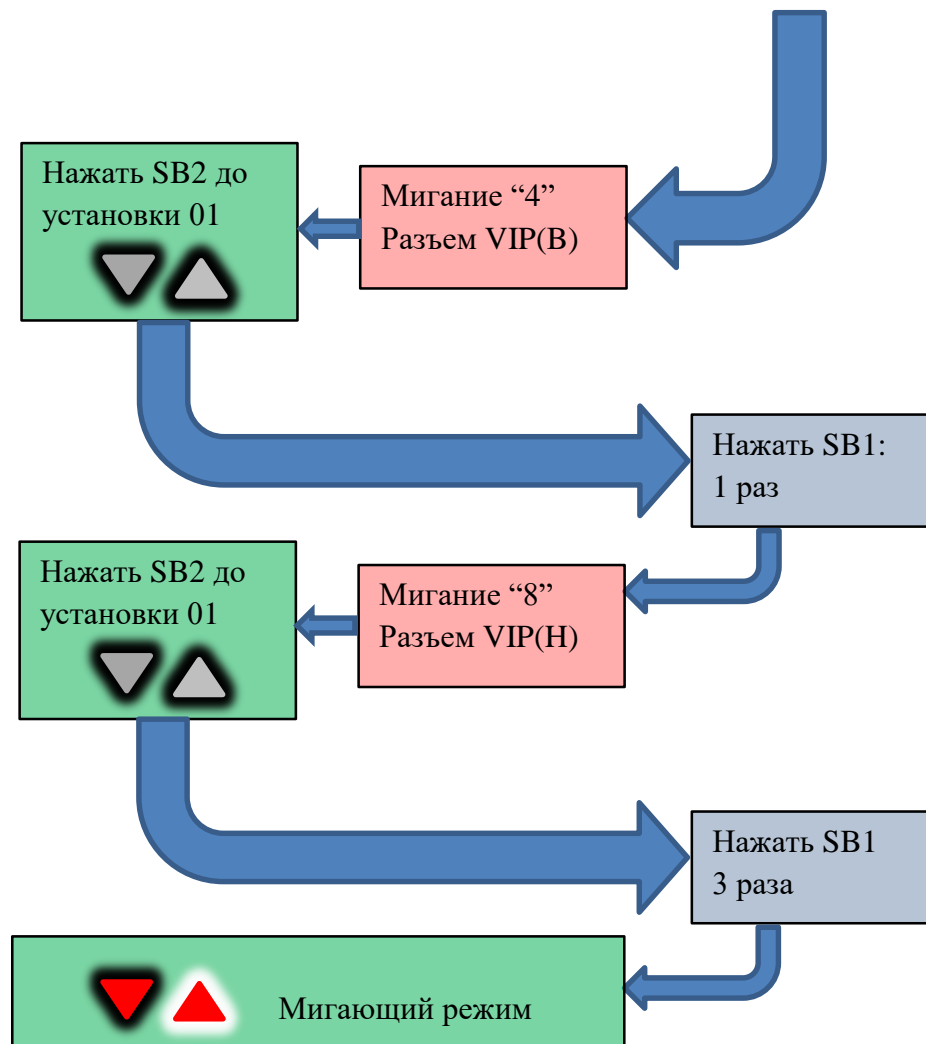 Нажать SB2 до
установки 01
Мигание “4”
Разъем VIP(В)
Нажать SB1:
1 раз
Нажать SB2 до
установки 01
Мигание “8”
Разъем VIP(Н)
Нажать SB1
3 раза
Мигающий режим